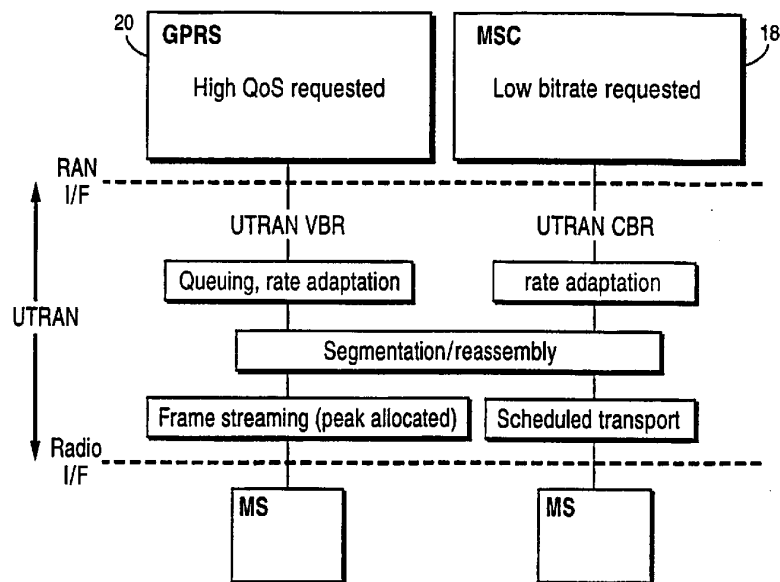 20
GPRS
High QoS requested
MSC
18
Low bitrate requested
RAN
I/F
UTRAN VBR
UTRAN CBR
Queuing, rate adaptation
rate adaptation
UTRAN
Segmentation/reassembly
Frame streaming (peak allocated)
Scheduled transport
Radio
I/F
MS
MS